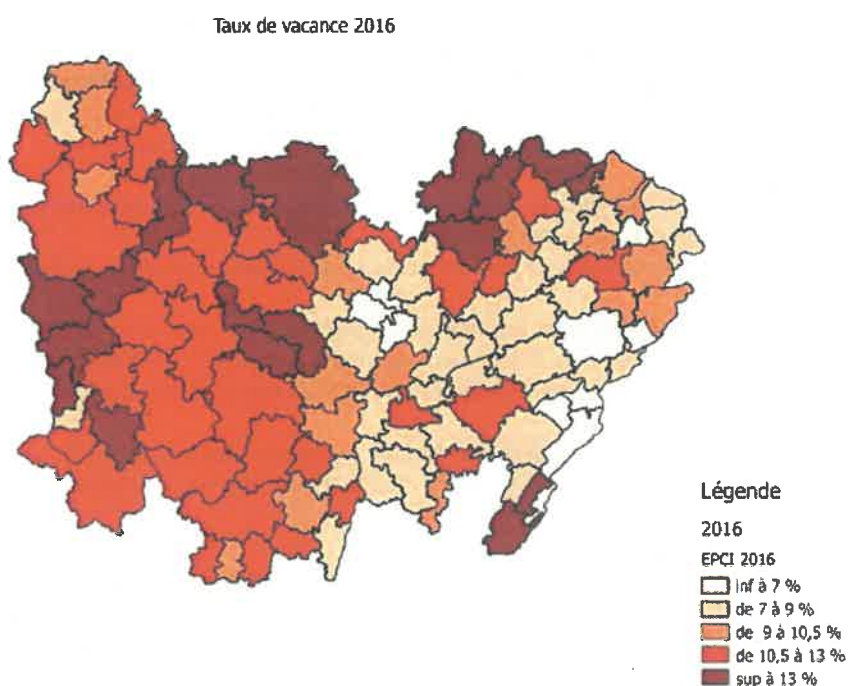 Taux de vacance 2016
Légende
2016
EPCI 2016
inf à 7 %
de 7 à 9 %
de 9 à 10,5 %
de 10,5 à 13 %
sup à 13 %